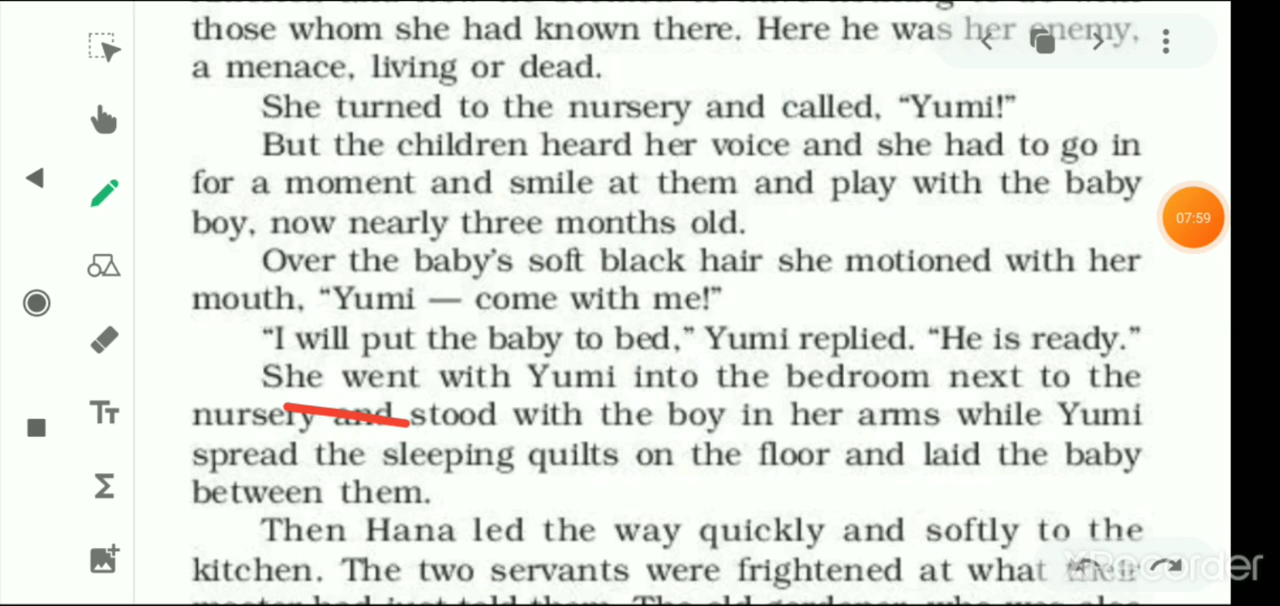 those whom she had known there. Here he was her enemy,
a menace, living or dead.
She turned to the nursery and called, “Yumi!”
But the children heard her voice and she had to go in
for a moment and smile at them and play with the baby
boy, now nearly three months old.
Over the baby’s soft black hair she motioned with her
mouth, “Yumi — come with me!”
“I will put the baby to bed,” Yumi replied. “He is ready.”
She went with Yumi into the bedroom next to the
nursery and stood with the boy in her arms while Yumi
spread the sleeping quilts on the floor and laid the baby
between them.
Then Hana led the way quickly and softly to the
kitchen. The two servants were frightened at what their
07:59
Tт
Σ
XRecorder